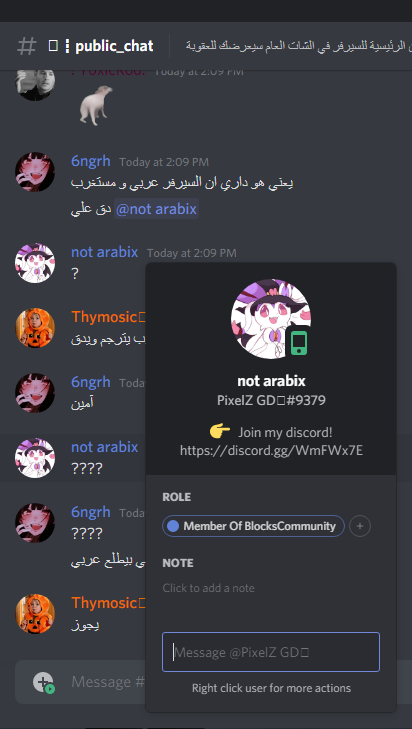 # ⁞ public_chat
الرئيسية للسيرفر في الشات العام سيعرضك للعقوبة
Today at 2:09 PM
6ngrh Today at 2:09 PM
يعني هو داري ان السيرفر عربي و مستغرب
دق علي @not arabix
not arabix Today at 2:09 PM
?
Thymosic
ب يترجم ويدق
6ngrh Toda
آمين
not arabix
????
6ngrh Toda
????
ي بيطلع عربي
Thymosic
يجوز
Message #
not arabix
PixelZ GD#9379
👉 Join my discord!
https://discord.gg/WmFWx7E
ROLE
Member Of BlocksCommunity +
NOTE
Click to add a note
Message @PixelZ GD
Right click user for more actions